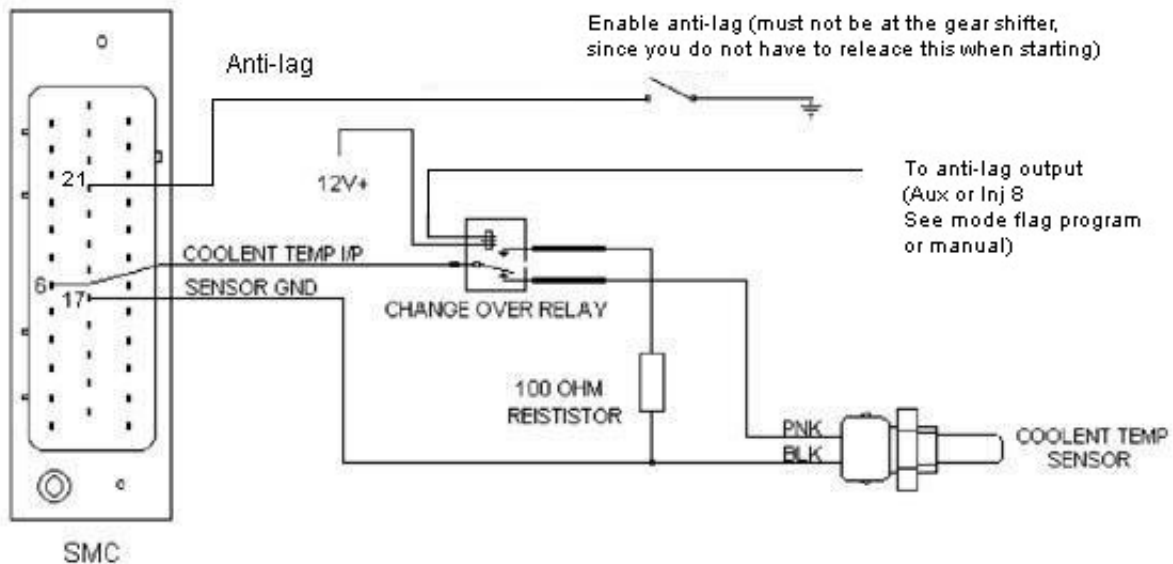 Enable anti-lag (must not be at the gear shifter,
since you do not have to releace this when starting)
Anti-lag
21
12V+
To anti-lag output
(Aux or Inj 8
See mode flag program
or manual)
COOLENT TEMP I/P
6
17
SENSOR GND
CHANGE OVER RELAY
100 OHM
REISTISTOR
PNK
BLK
COOLENT TEMP
SENSOR
SMC